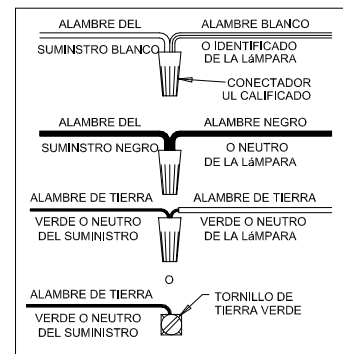 ALAMBRE DEL ALAMBRE BLANCO
SUMINSTRO BLANCO O IDENTIFICADO
DE LA LáMPARA
CONECTADOR
UL CALIFICADO
ALAMBRE DEL ALAMBRE NEGRO
SUMINSTRO NEGRO O NEUTRO
DE LA LáMPARA
ALAMBRE DE TIERRA ALAMBRE DE TIERRA
VERDE O NEUTRO VERDE O NEUTRO
DEL SUMINISTRO DE LA LáMPARA
O
ALAMBRE DE TIERRA TORNILLO DE
VERDE O NEUTRO TIERRA VERDE
DEL SUMINISTRO